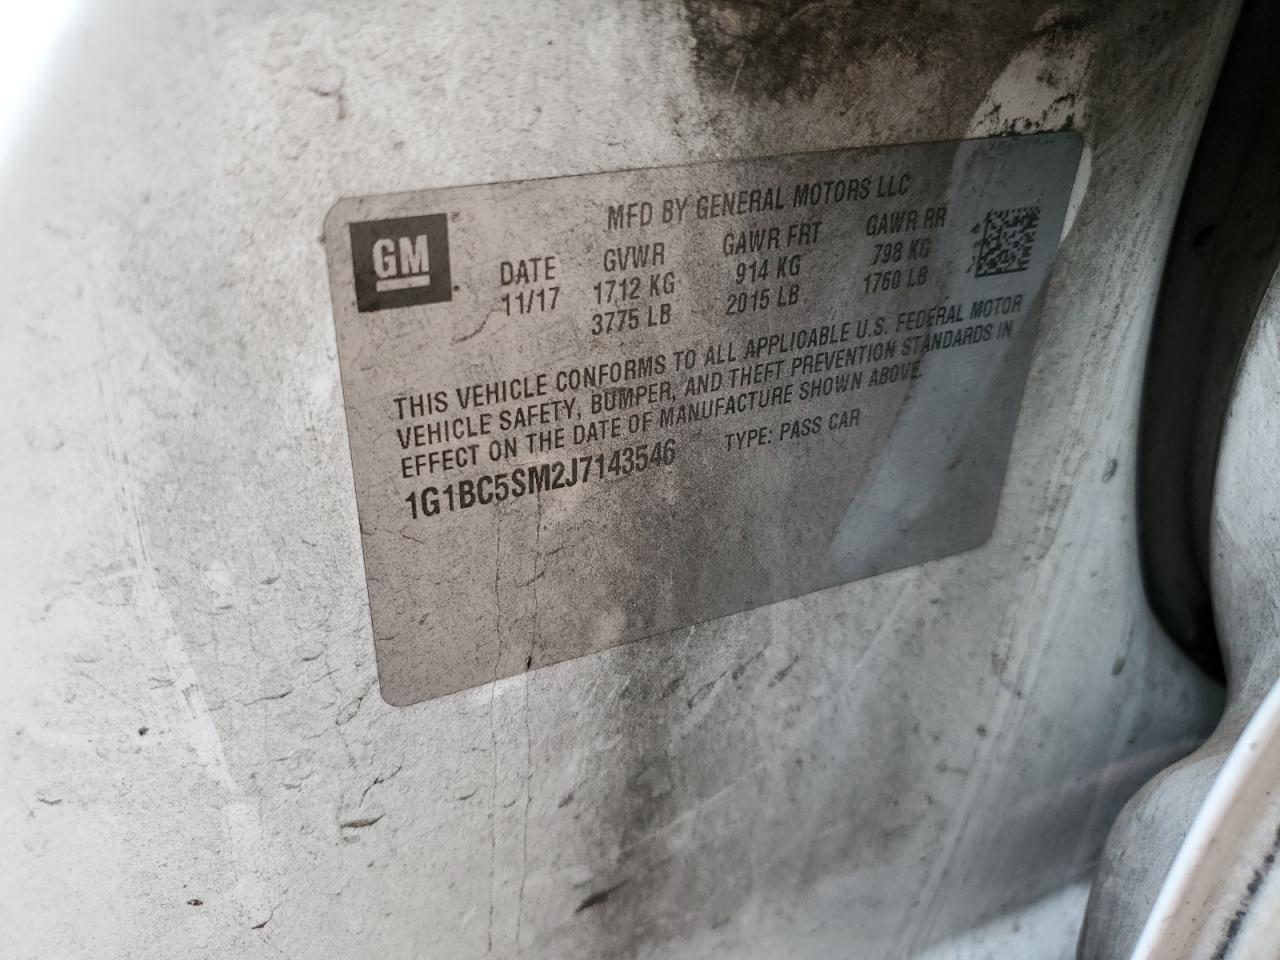 GM
MFD BY GENERAL MOTORS LLC
DATE GVWR GAWR FRT GAWR RR
11/17 1712 KG 914 KG 798 KG
3775 LB 2015 LB 1760 LB
THIS VEHICLE CONFORMS TO ALL APPLICABLE U.S. FEDERAL MOTOR
VEHICLE SAFETY, BUMPER, AND THEFT PREVENTION STANDARDS IN
EFFECT ON THE DATE OF MANUFACTURE SHOWN ABOVE.
1G1BC5SM2J7143546 TYPE: PASS CAR